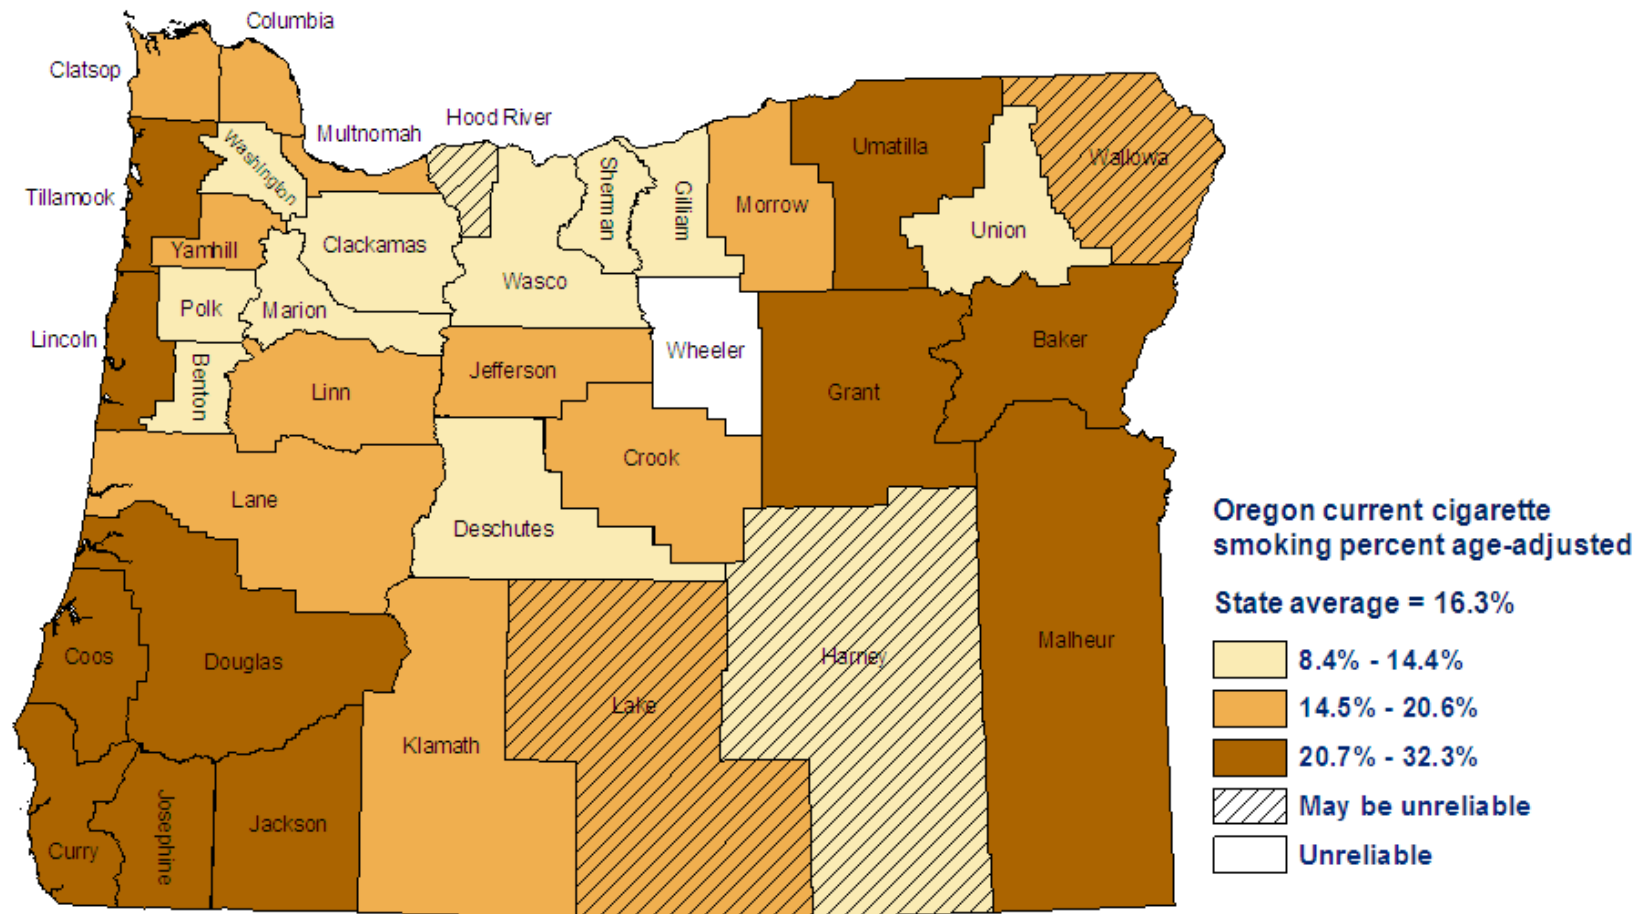 Columbia
Clatsop
Hood River
Multnomah
Washington
Umatilla
Wallowa
Tillamook
Sherman
Gilliam
Morrow
Yamhill
Clackamas
Union
Wasco
Polk
Marion
Lincoln
Wheeler
Baker
Benton
Jefferson
Linn
Grant
Crook
Lane
Deschutes
Coos
Douglas
Harney
Malheur
Lake
Klamath
Josephine
Jackson
Curry
Oregon current cigarette
smoking percent age-adjusted
State average = 16.3%
8.4% - 14.4%
14.5% - 20.6%
20.7% - 32.3%
May be unreliable
Unreliable